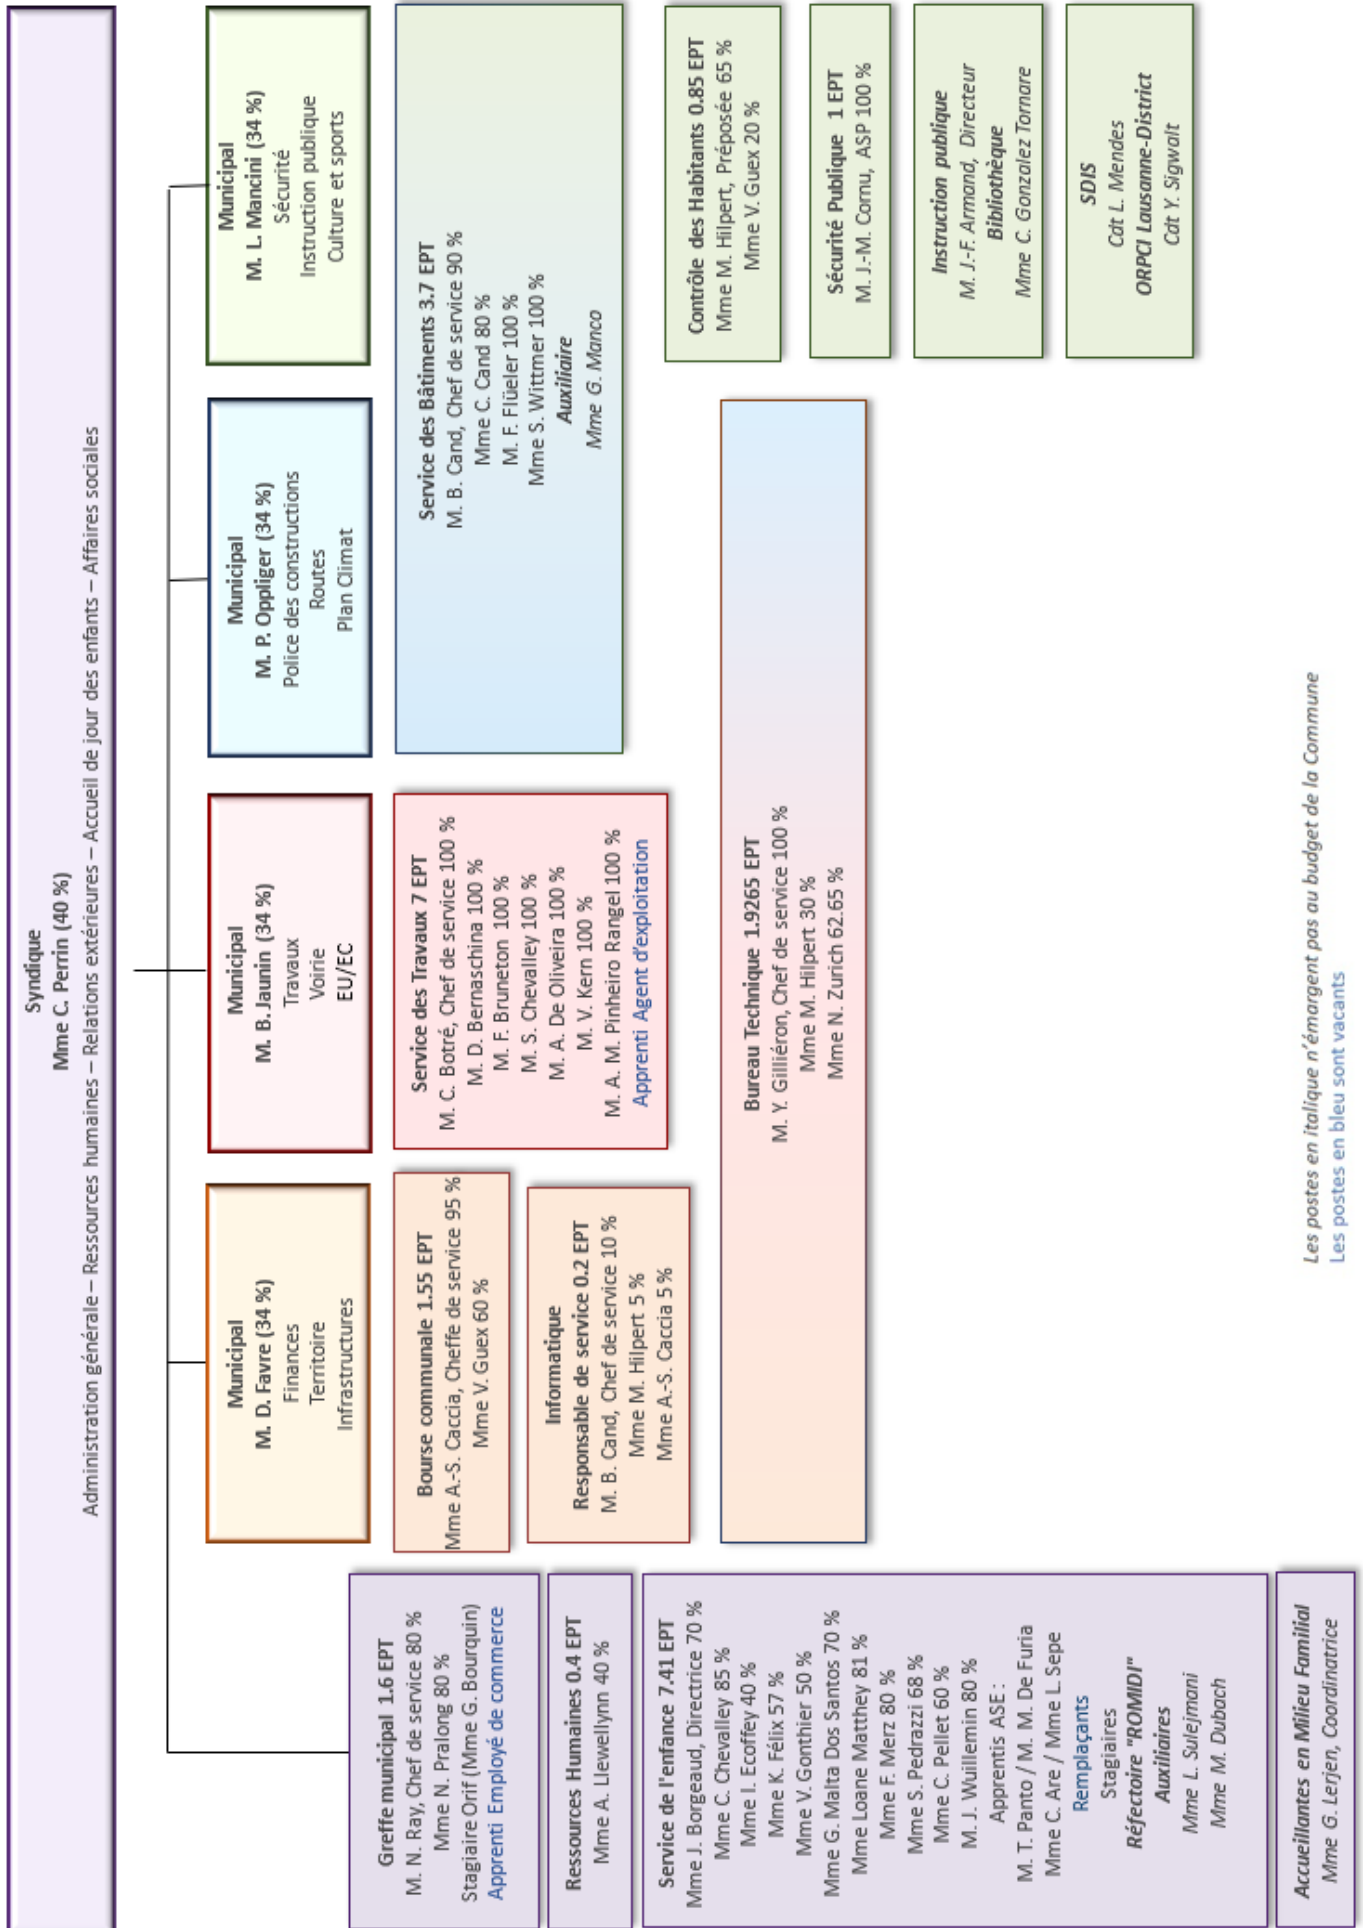 Syndique
Mme C. Perrin (40 %)
Administration générale – Ressources humaines – Relations extérieures – Accueil de jour des enfants – Affaires sociales
Municipal
M. D. Favre (34 %)
Finances
Territoire
Infrastructures
Municipal
M. B. Jaunin (34 %)
Travaux
Voirie
EU/EC
Municipal
M. P. Oppliger (34 %)
Police des constructions
Routes
Plan Climat
Municipal
M. L. Mancini (34 %)
Sécurité
Instruction publique
Culture et sports
Greffe municipal 1.6 EPT
M. N. Ray, Chef de service 80 %
Mme N. Pralong 80 %
Stagiaire Orif (Mme G. Bourquin)
Apprenti Employé de commerce
Ressources Humaines 0.4 EPT
Mme A. Llewellynn 40 %
Service de l'enfance 7.41 EPT
Mme J. Borgeaud, Directrice 70 %
Mme C. Chevalley 85 %
Mme I. Ecoffey 40 %
Mme K. Félix 57 %
Mme V. Gonthier 50 %
Mme G. Malta Dos Santos 70 %
Mme Loane Matthey 81 %
Mme F. Merz 80 %
Mme S. Pedrazzi 68 %
Mme C. Pellet 60 %
M. J. Wuillemin 80 %
Apprentis ASE :
M. T. Panto / M. M. De Furia
Mme C. Are / Mme L. Sepe
Remplaçants
Stagiaires
Réfectoire "ROMIDI"
Auxiliaires
Mme L. Sulejmani
Mme M. Dubach
Accueillantes en Milieu Familial
Mme G. Lerjen, Coordinatrice
Bourse communale 1.55 EPT
Mme A.-S. Caccia, Cheffe de service 95 %
Mme V. Guex 60 %
Informatique
Responsable de service 0.2 EPT
M. B. Cand, Chef de service 10 %
Mme M. Hilpert 5 %
Mme A.-S. Caccia 5 %
Service des Travaux 7 EPT
M. C. Botré, Chef de service 100 %
M. D. Bernaschina 100 %
M. F. Bruneton 100 %
M. S. Chevalley 100 %
M. A. De Oliveira 100 %
M. V. Kern 100 %
M. A. M. Pinheiro Rangel 100 %
Apprenti Agent d'exploitation
Bureau Technique 1.9265 EPT
M. Y. Gilliéron, Chef de service 100 %
Mme M. Hilpert 30 %
Mme N. Zurich 62.65 %
Service des Bâtiments 3.7 EPT
M. B. Cand, Chef de service 90 %
Mme C. Cand 80 %
M. F. Flüeler 100 %
Mme S. Wittmer 100 %
Auxiliaire
Mme G. Manco
Contrôle des Habitants 0.85 EPT
Mme M. Hilpert, Préposée 65 %
Mme V. Guex 20 %
Sécurité Publique 1 EPT
M. J.-M. Cornu, ASP 100 %
Instruction publique
M. J.-F. Armand, Directeur
Bibliothèque
Mme C. Gonzalez Tornare
SDIS
Cdt L. Mendes
ORPCI Lausanne-District
Cdt Y. Sigwalt
Les postes en italique n'émargent pas au budget de la Commune
Les postes en bleu sont vacants